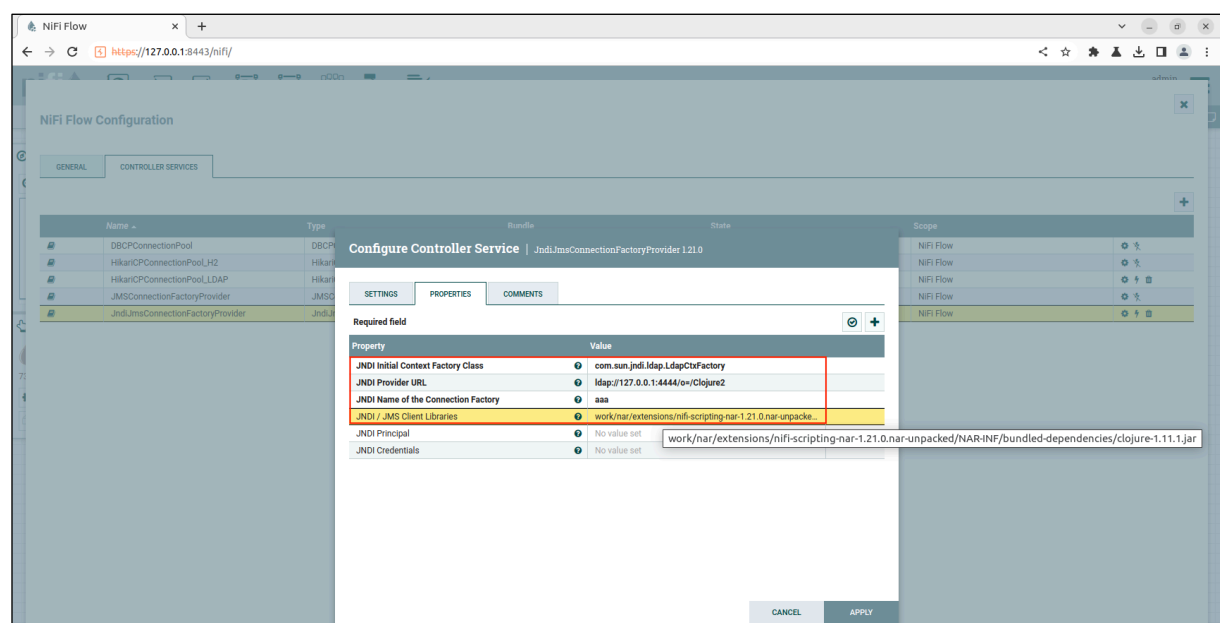 NiFi Flow
https://127.0.0.1:8443/nifi/
admin
NiFi Flow Configuration
GENERAL CONTROLLER SERVICES
Name Type Bundle State Scope
DBCPConnectionPool DBCP NiFi Flow
HikariCPConnectionPool_H2 Hikari NiFi Flow
HikariCPConnectionPool_LDAP Hikari NiFi Flow
JMSConnectionFactoryProvider JMSC NiFi Flow
JndiJmsConnectionFactoryProvider NiFi Flow
Configure Controller Service | JndiJmsConnectionFactoryProvider 1.21.0
SETTINGS PROPERTIES COMMENTS
Required field
Property Value
JNDI Initial Context Factory Class com.sun.jndi.ldap.LdapCtxFactory
JNDI Provider URL ldap://127.0.0.1:4444/o=/Clojure2
JNDI Name of the Connection Factory aaa
JNDI / JMS Client Libraries work/nar/extensions/nifi-scripting-nar-1.21.0.nar-unpacke...
JNDI Principal No value set
work/nar/extensions/nifi-scripting-nar-1.21.0.nar-unpacked/NAR-INF/bundled-dependencies/clojure-1.11.1.jar
JNDI Credentials No value set
CANCEL APPLY